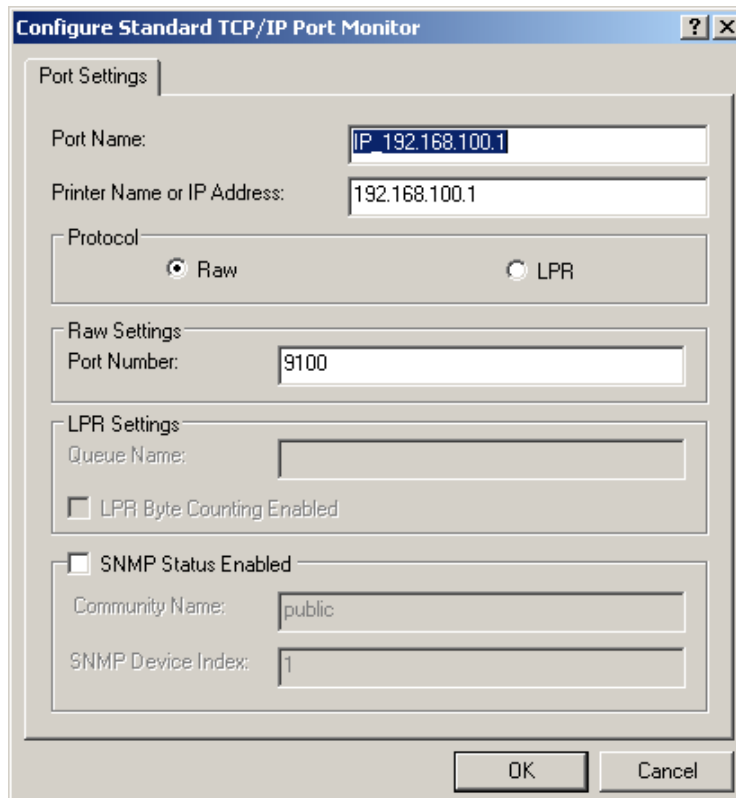 Configure Standard TCP/IP Port Monitor
Port Settings
Port Name: IP_192.168.100.1
Printer Name or IP Address: 192.168.100.1
Protocol
Raw LPR
Raw Settings
Port Number: 9100
LPR Settings
Queue Name:
LPR Byte Counting Enabled
SNMP Status Enabled
Community Name: public
SNMP Device Index: 1
OK Cancel